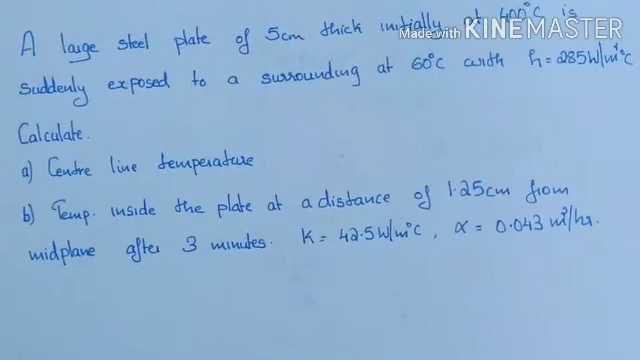 Made with KINEMASTER
A large steel plate of 5cm thick initially at 400°C is
suddenly exposed to a surrounding at 60°C with h = 285W/m²°C
Calculate.
a) Centre line temperature
b) Temp. inside the plate at a distance of 1.25cm from
midplane after 3 minutes. K = 42.5W/m°C, α = 0.043 m²/hr.